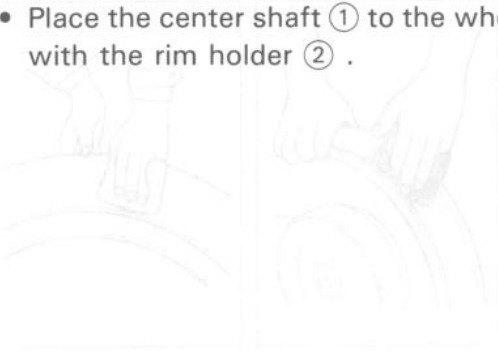 • Place the center shaft ① to the
with the rim holder ② .